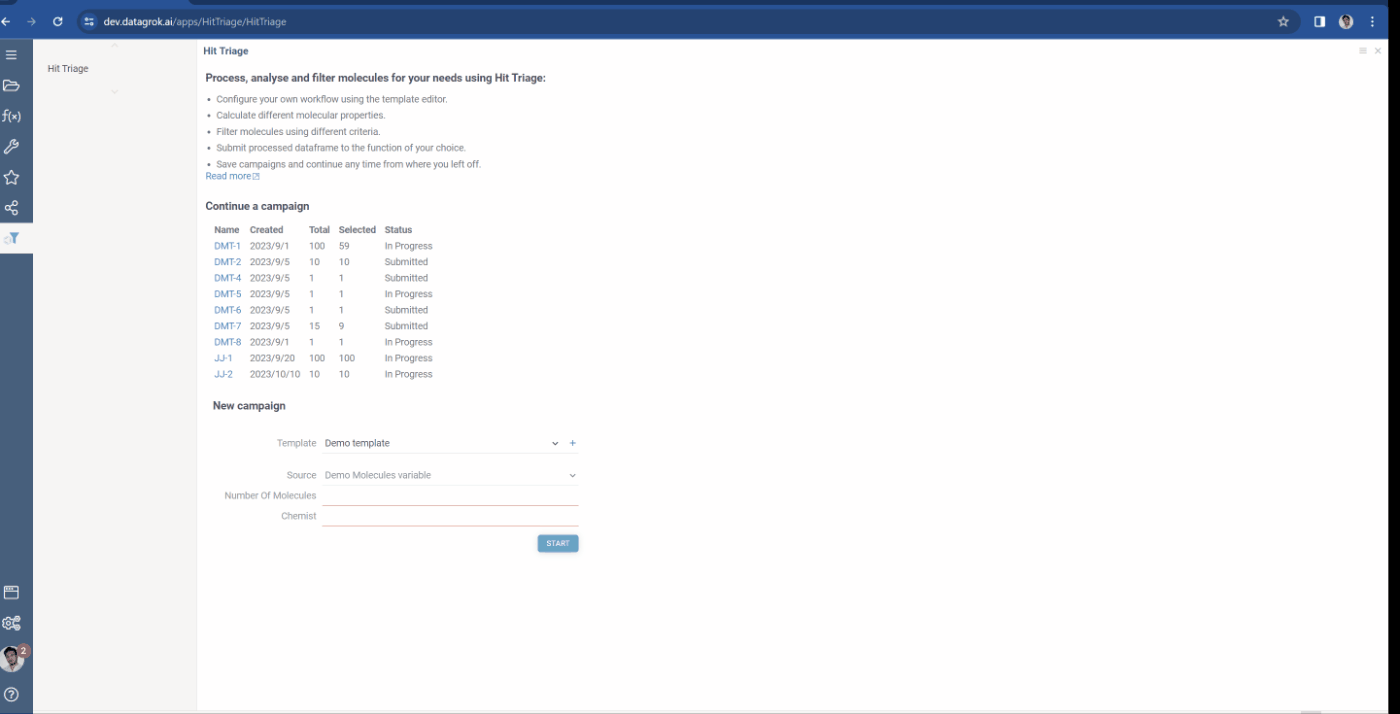 dev.datagrok.ai/apps/HitTriage/HitTriage
Hit Triage
Hit Triage
Process, analyse and filter molecules for your needs using Hit Triage:
• Configure your own workflow using the template editor.
• Calculate different molecular properties.
• Filter molecules using different criteria.
• Submit processed dataframe to the function of your choice.
• Save campaigns and continue any time from where you left off.
Read more
Continue a campaign
Name Created Total Selected Status
DMT-1 2023/9/1 100 59 In Progress
DMT-2 2023/9/5 10 10 Submitted
DMT-4 2023/9/5 1 1 Submitted
DMT-5 2023/9/5 1 1 In Progress
DMT-6 2023/9/5 1 1 Submitted
DMT-7 2023/9/5 15 9 Submitted
DMT-8 2023/9/1 1 1 In Progress
JJ-1 2023/9/20 100 100 In Progress
JJ-2 2023/10/10 10 10 In Progress
New campaign
Template Demo template +
Source Demo Molecules variable
Number Of Molecules
Chemist
START
f(x)
2
?